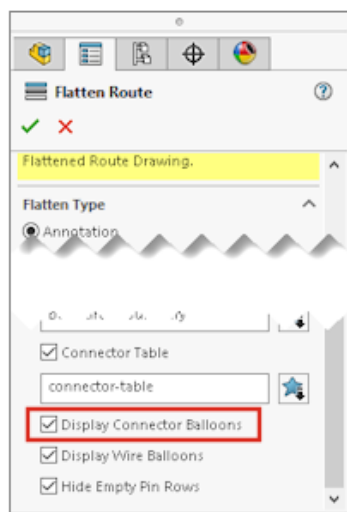 Flatten Route
Flattened Route Drawing.
Flatten Type
Annotation
Connector Table
connector-table
Display Connector Balloons
Display Wire Balloons
Hide Empty Pin Rows